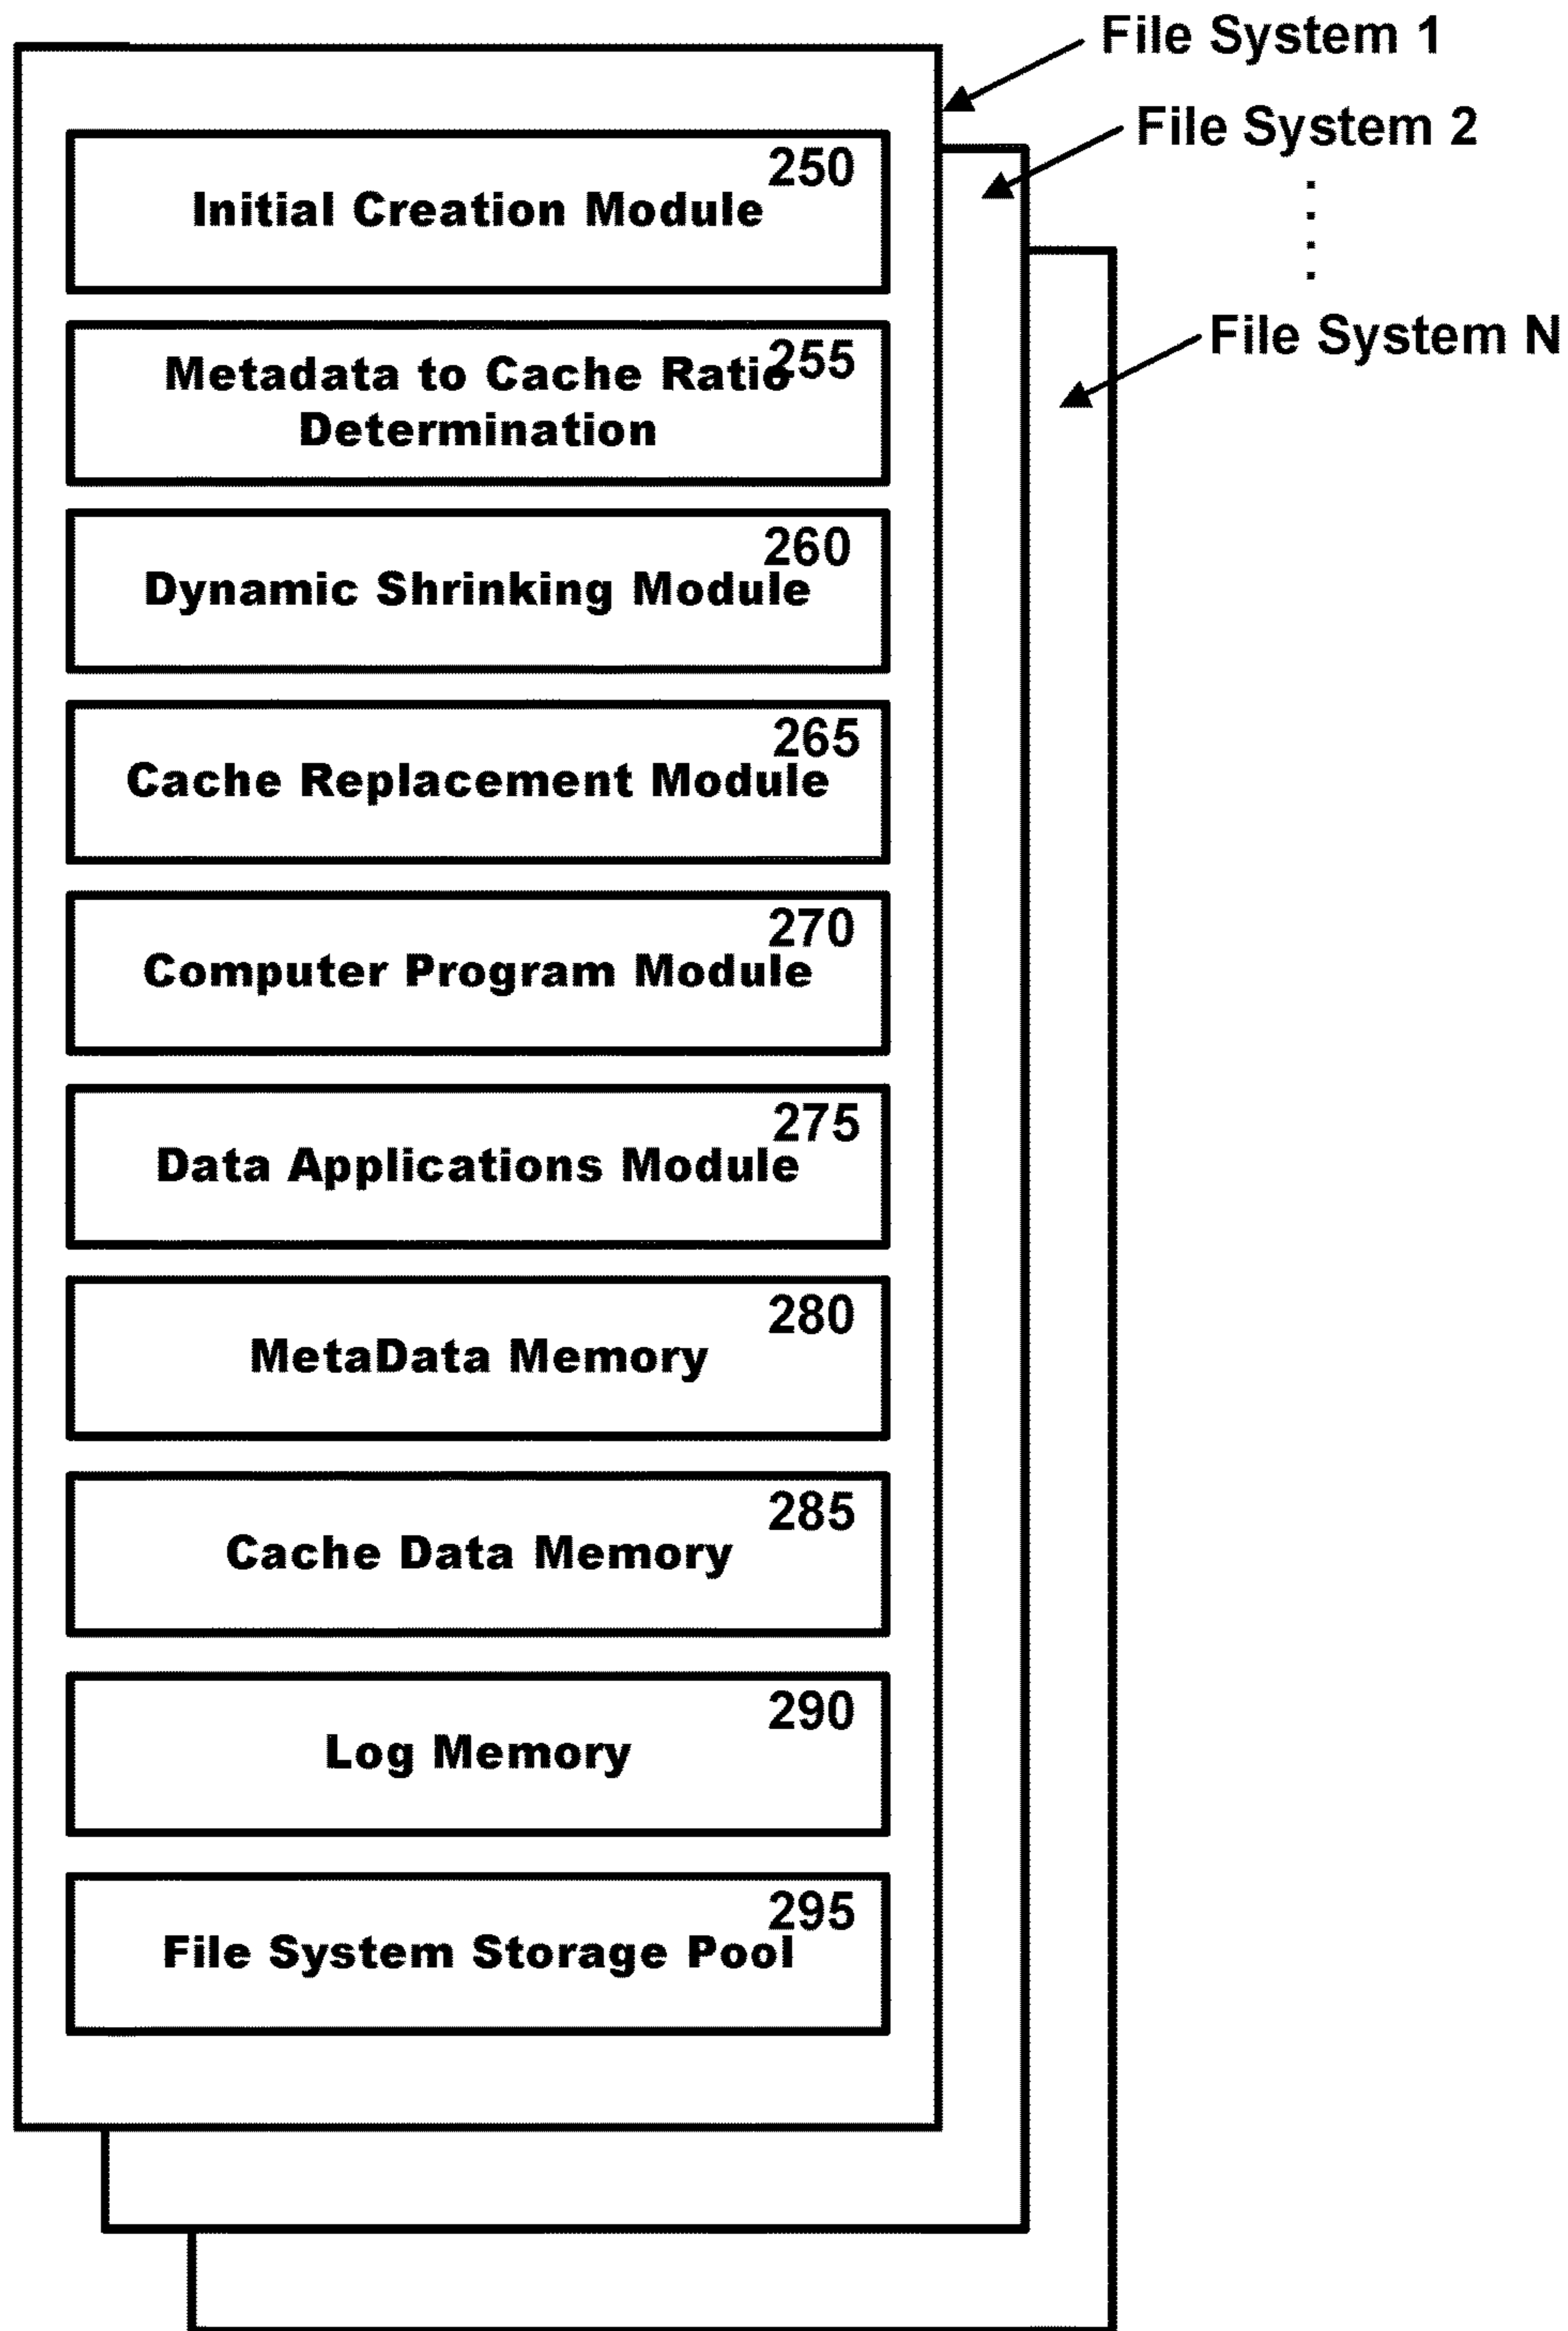 File System 1
File System 2
File System N
250
Initial Creation Module
255
Metadata to Cache Ratio
Determination
260
Dynamic Shrinking Module
265
Cache Replacement Module
270
Computer Program Module
275
Data Applications Module
280
MetaData Memory
285
Cache Data Memory
290
Log Memory
295
File System Storage Pool